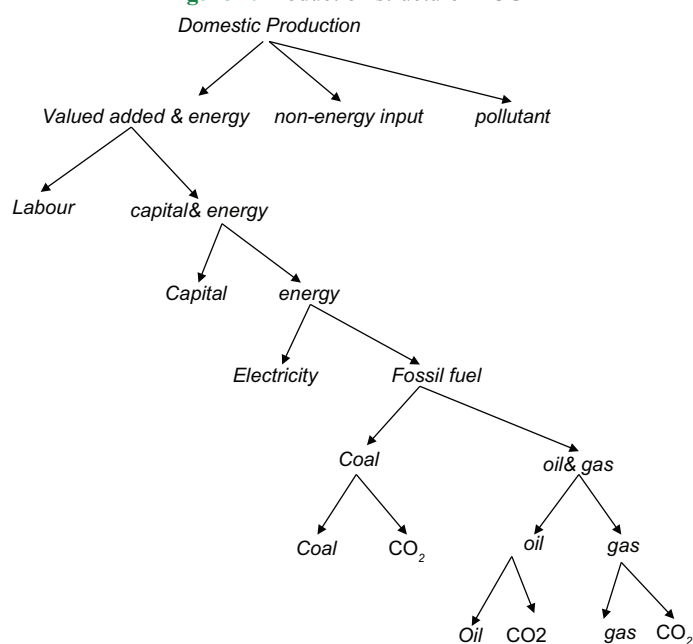 Domestic Production
Valued added & energy non-energy input pollutant
Labour capital& energy
Capital energy
Electricity Fossil fuel
Coal oil& gas
Coal CO₂ oil gas
Oil CO2 gas CO₂